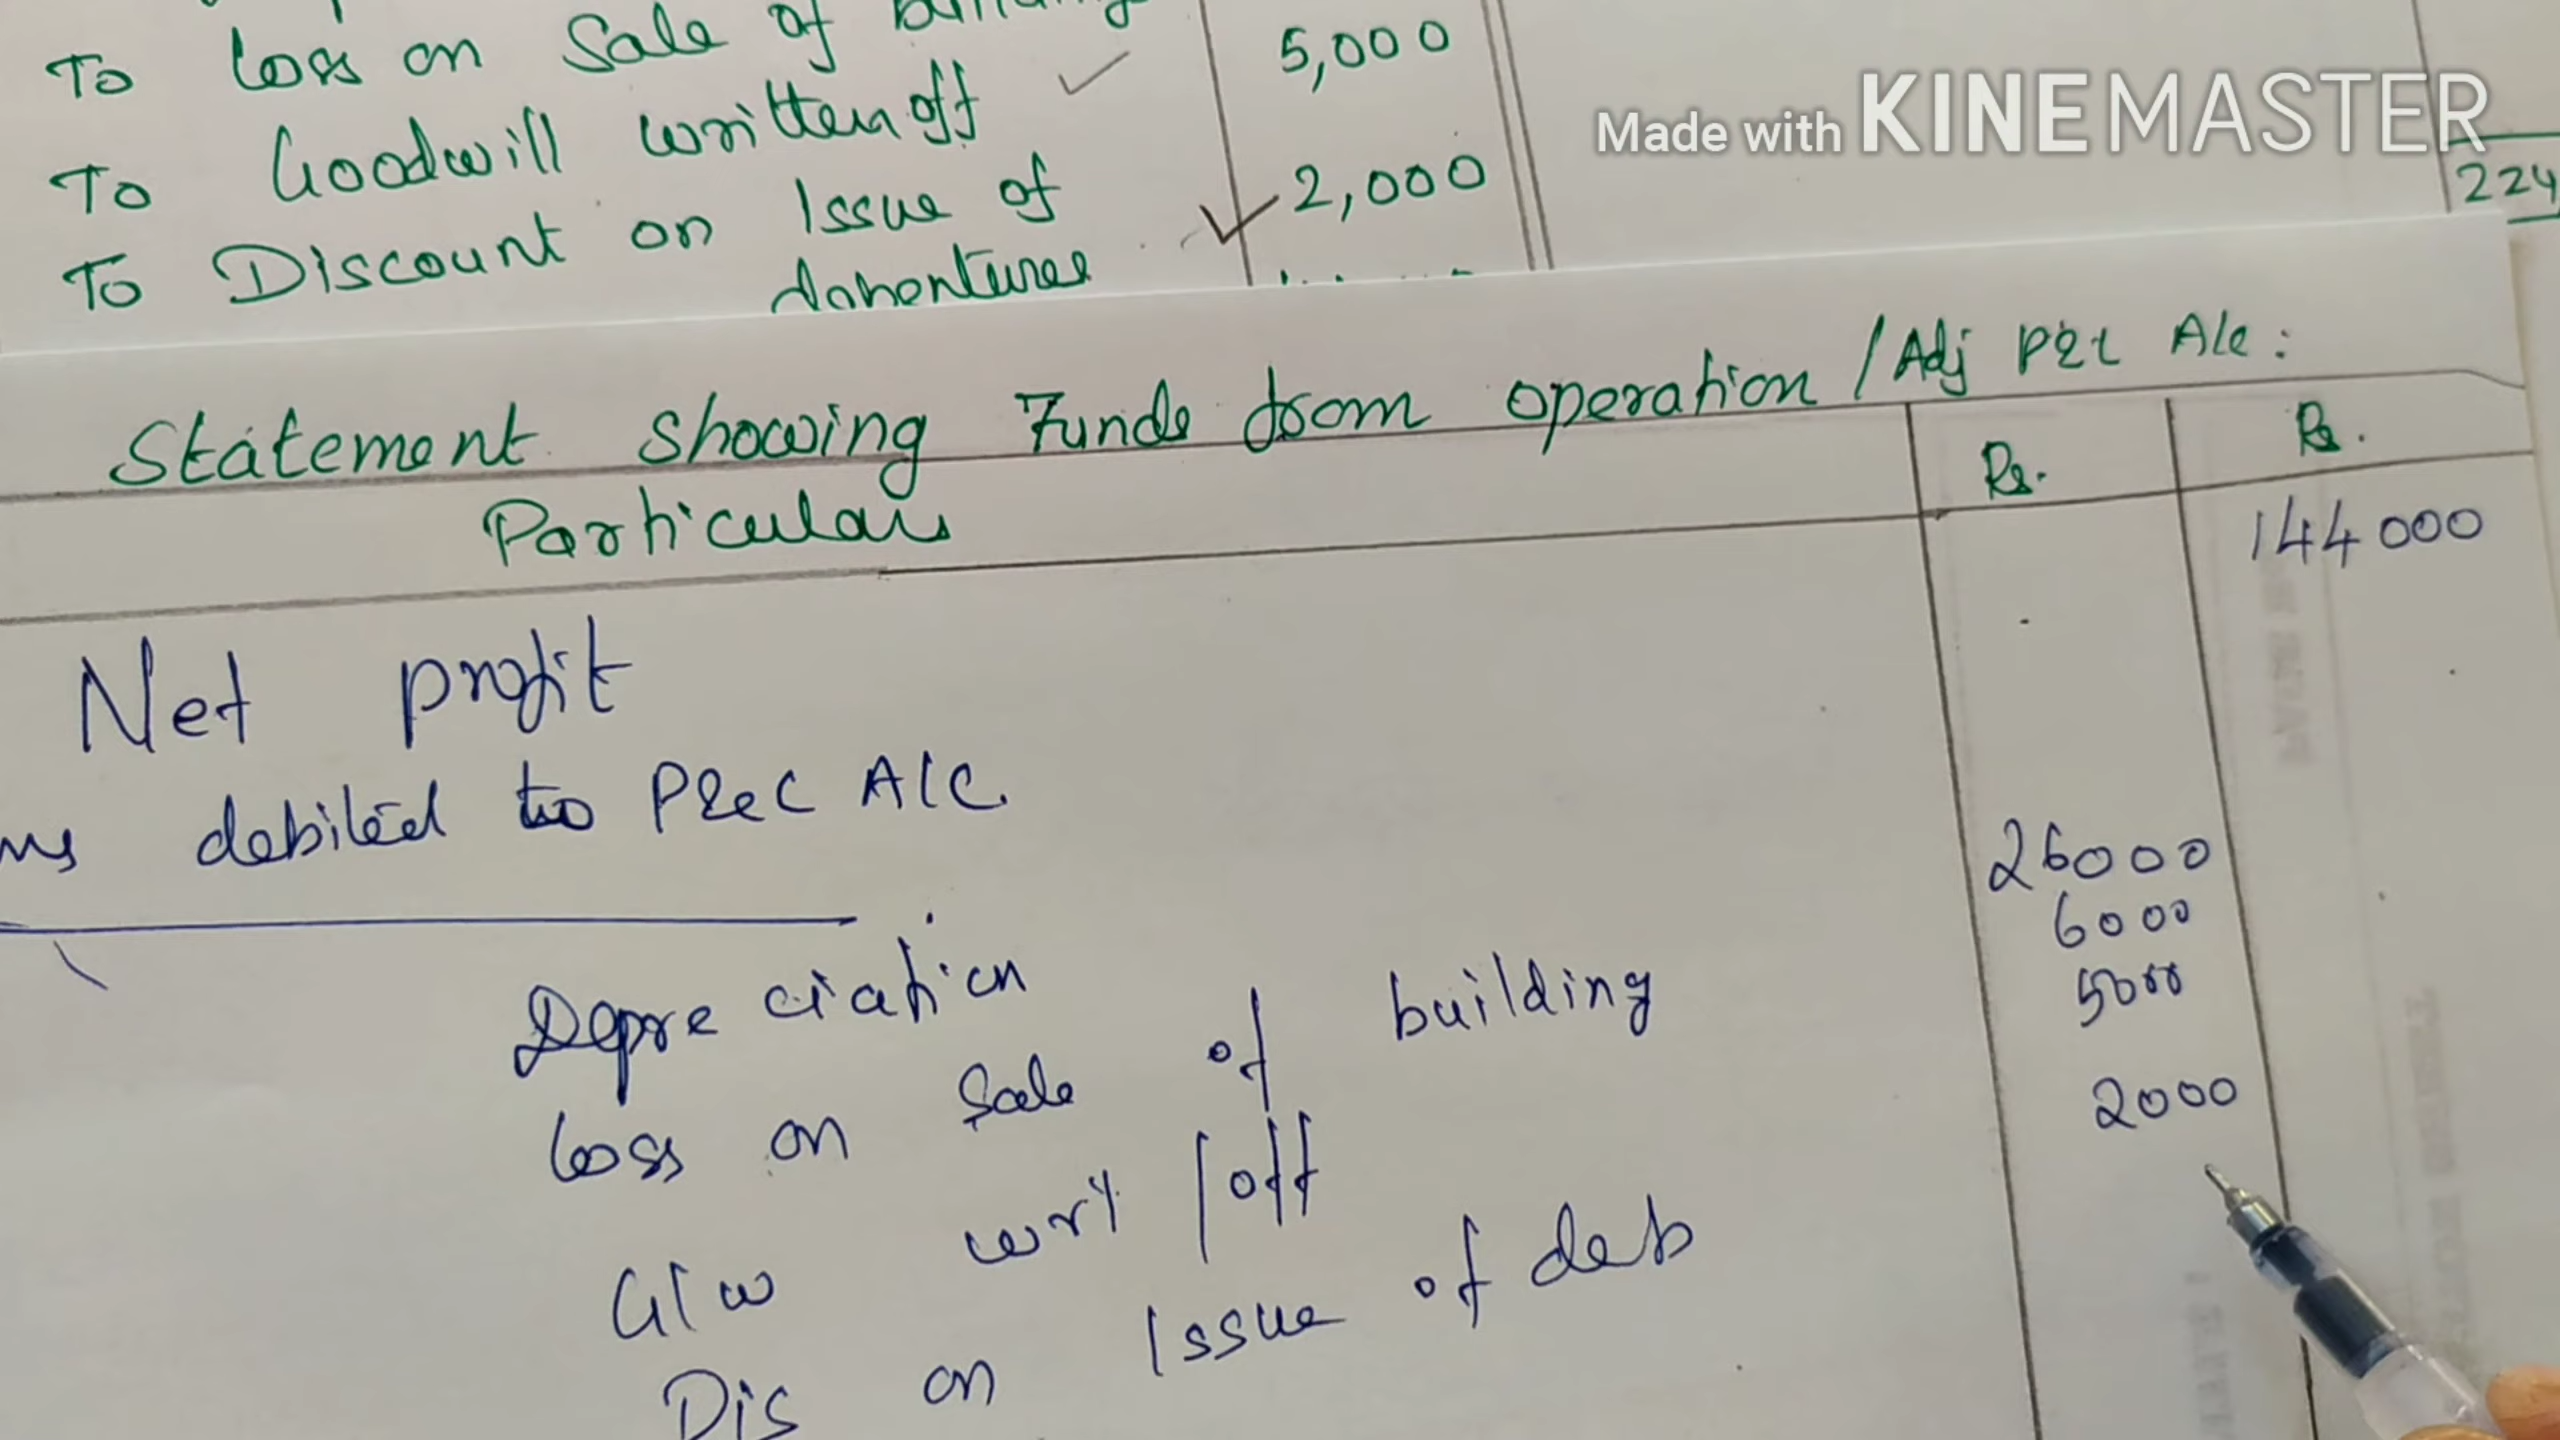 To loss on Sale of building
To Goodwill written off 5,000
To Discount on Issue of 2,000
debentures
Made with KINEMASTER
224
Statement Showing Funds from operation / Adj P&L A/c :
Particulars Rs. Rs.
Net profit 144000
debited to P&L A/C
Depreciation 26000
loss on Sale of building 6000
G/w wrt /off 5000
Dis on Issue of deb 2000